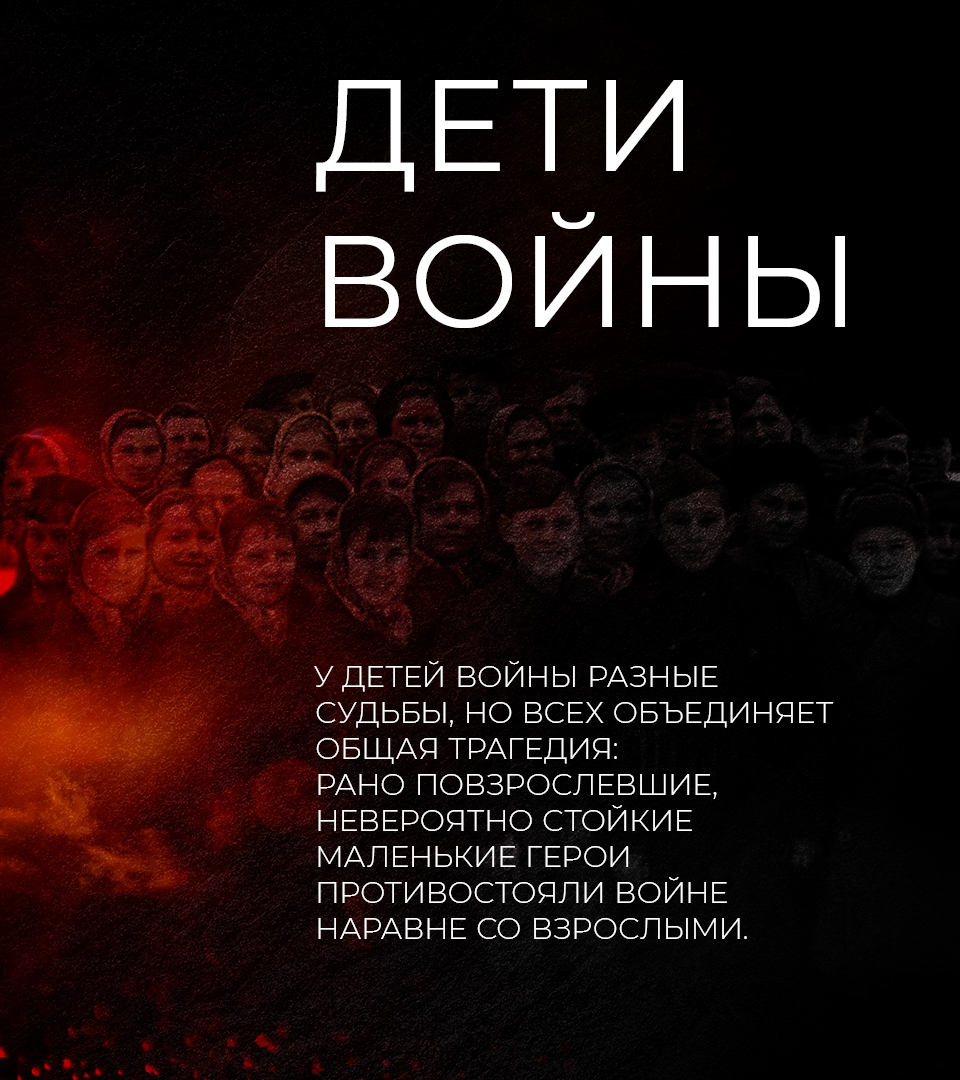 ДЕТИ
ВОЙНЫ
У ДЕТЕЙ ВОЙНЫ РАЗНЫЕ
СУДЬБЫ, НО ВСЕХ ОБЪЕДИНЯЕТ
ОБЩАЯ ТРАГЕДИЯ:
РАНО ПОВЗРОСЛЕВШИЕ,
НЕВЕРОЯТНО СТОЙКИЕ
МАЛЕНЬКИЕ ГЕРОИ
ПРОТИВОСТОЯЛИ ВОЙНЕ
НАРАВНЕ СО ВЗРОСЛЫМИ.